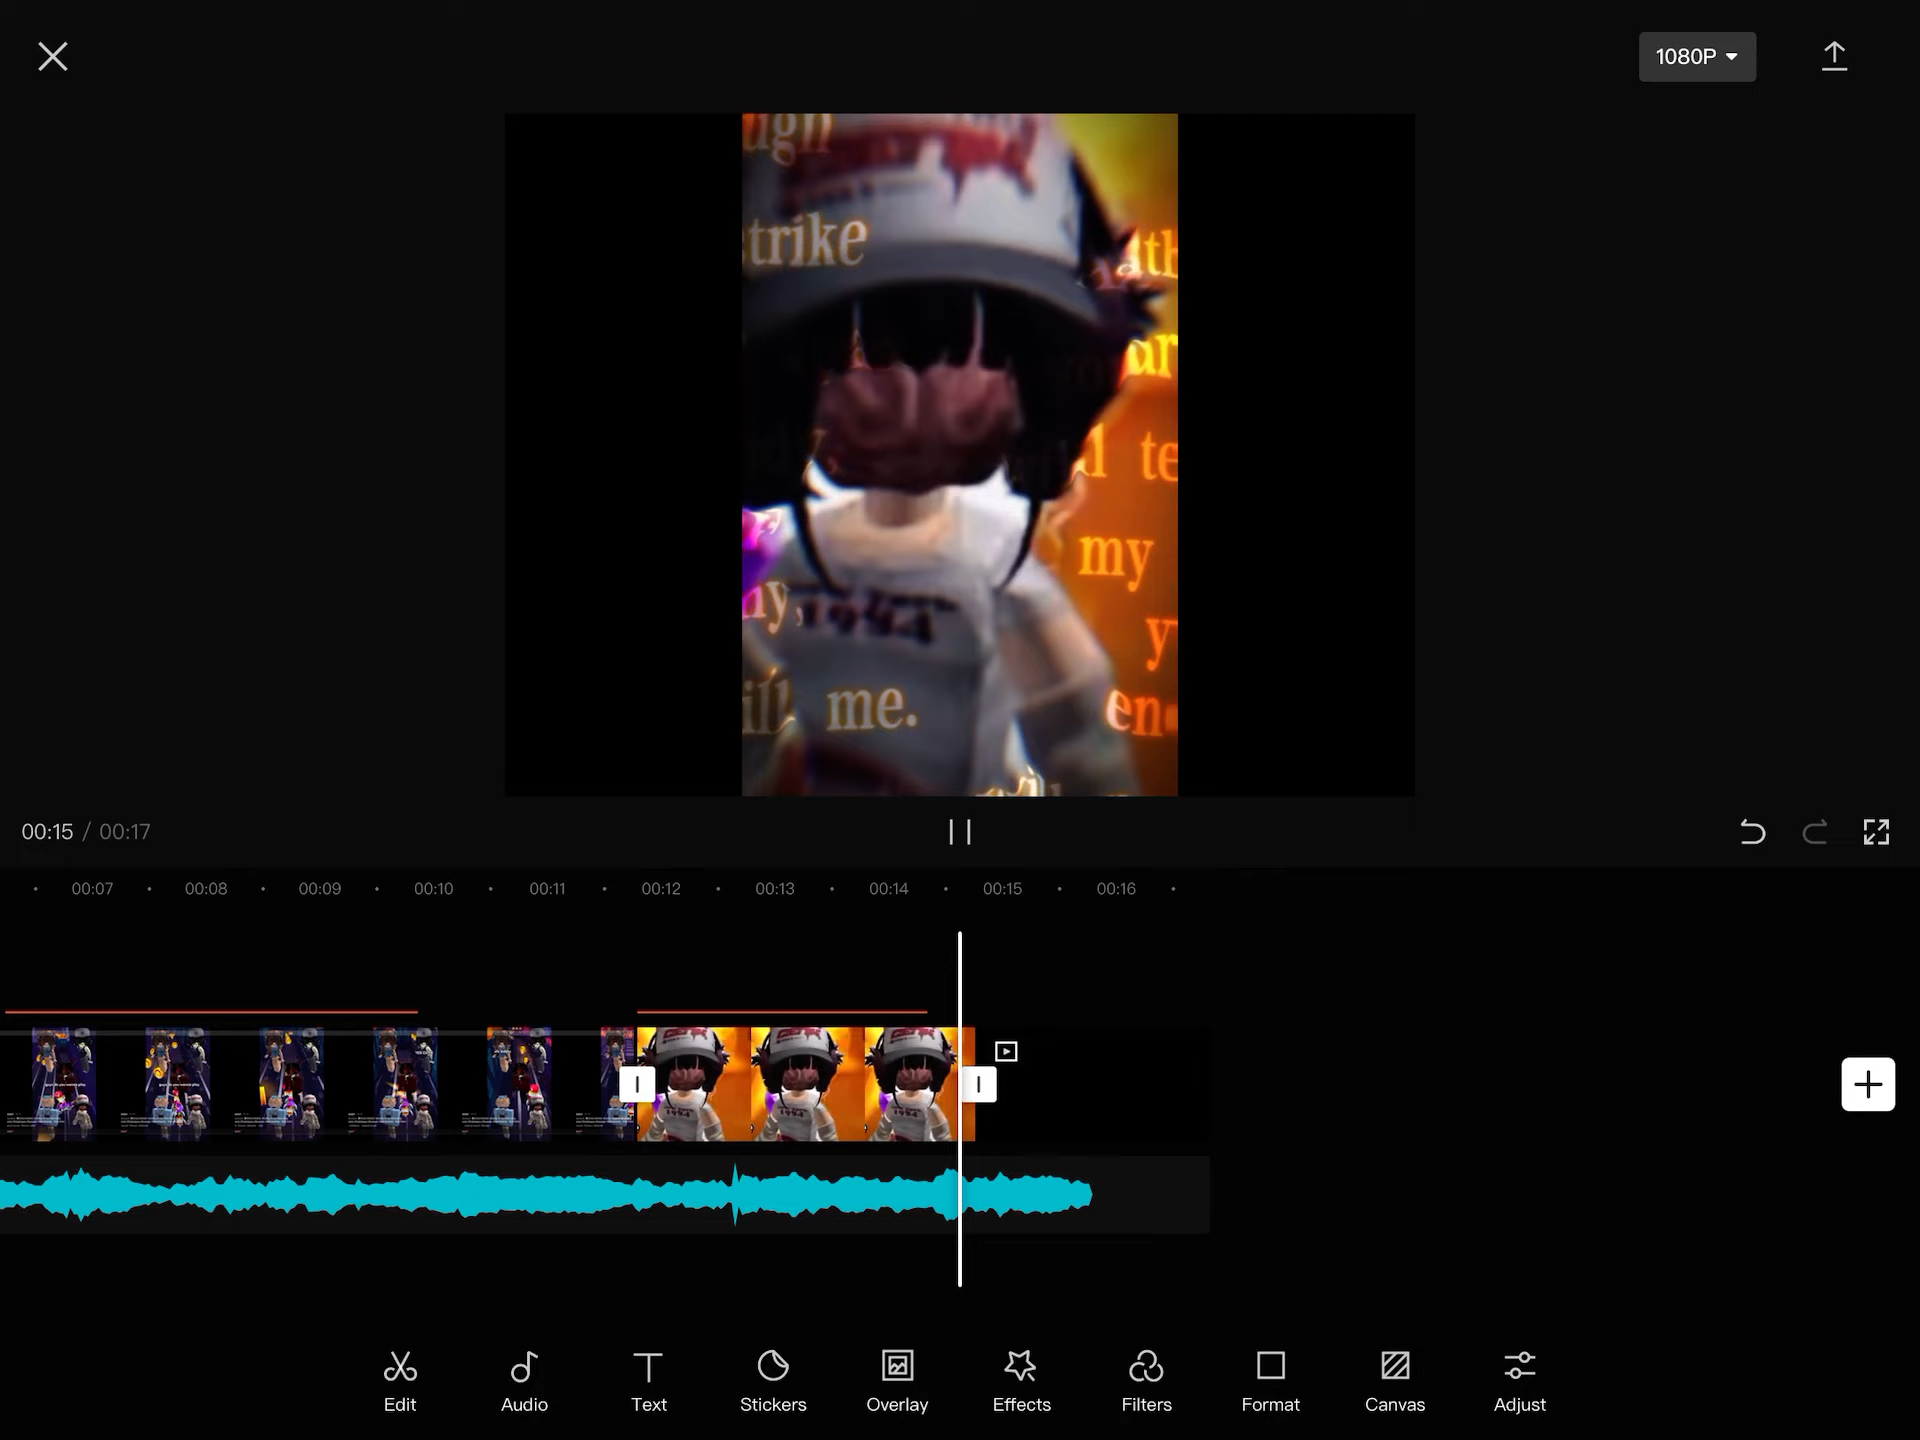 1080P
ugh
trike
ath
ar
d te
my
ny,
1994
y
ill me.
en
00:15 / 00:17
00:07 00:08 00:09 00:10 00:11 00:12 00:13 00:14 00:15 00:16
Edit Audio Text Stickers Overlay Effects Filters Format Canvas Adjust